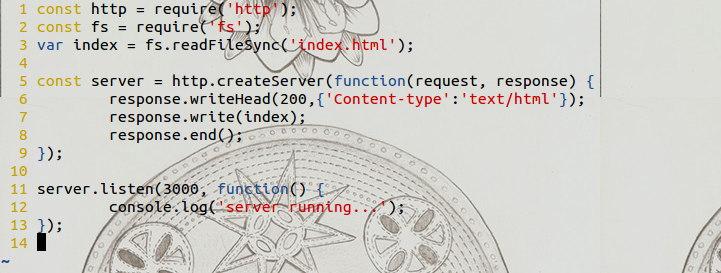 1 const http = require('http');
2 const fs = require('fs');
3 var index = fs.readFileSync('index.html');
4
5 const server = http.createServer(function(request, response) {
6         response.writeHead(200,{'Content-type':'text/html'});
7         response.write(index);
8         response.end();
9 });
10
11 server.listen(3000, function() {
12         console.log('server running...');
13 });
14
~